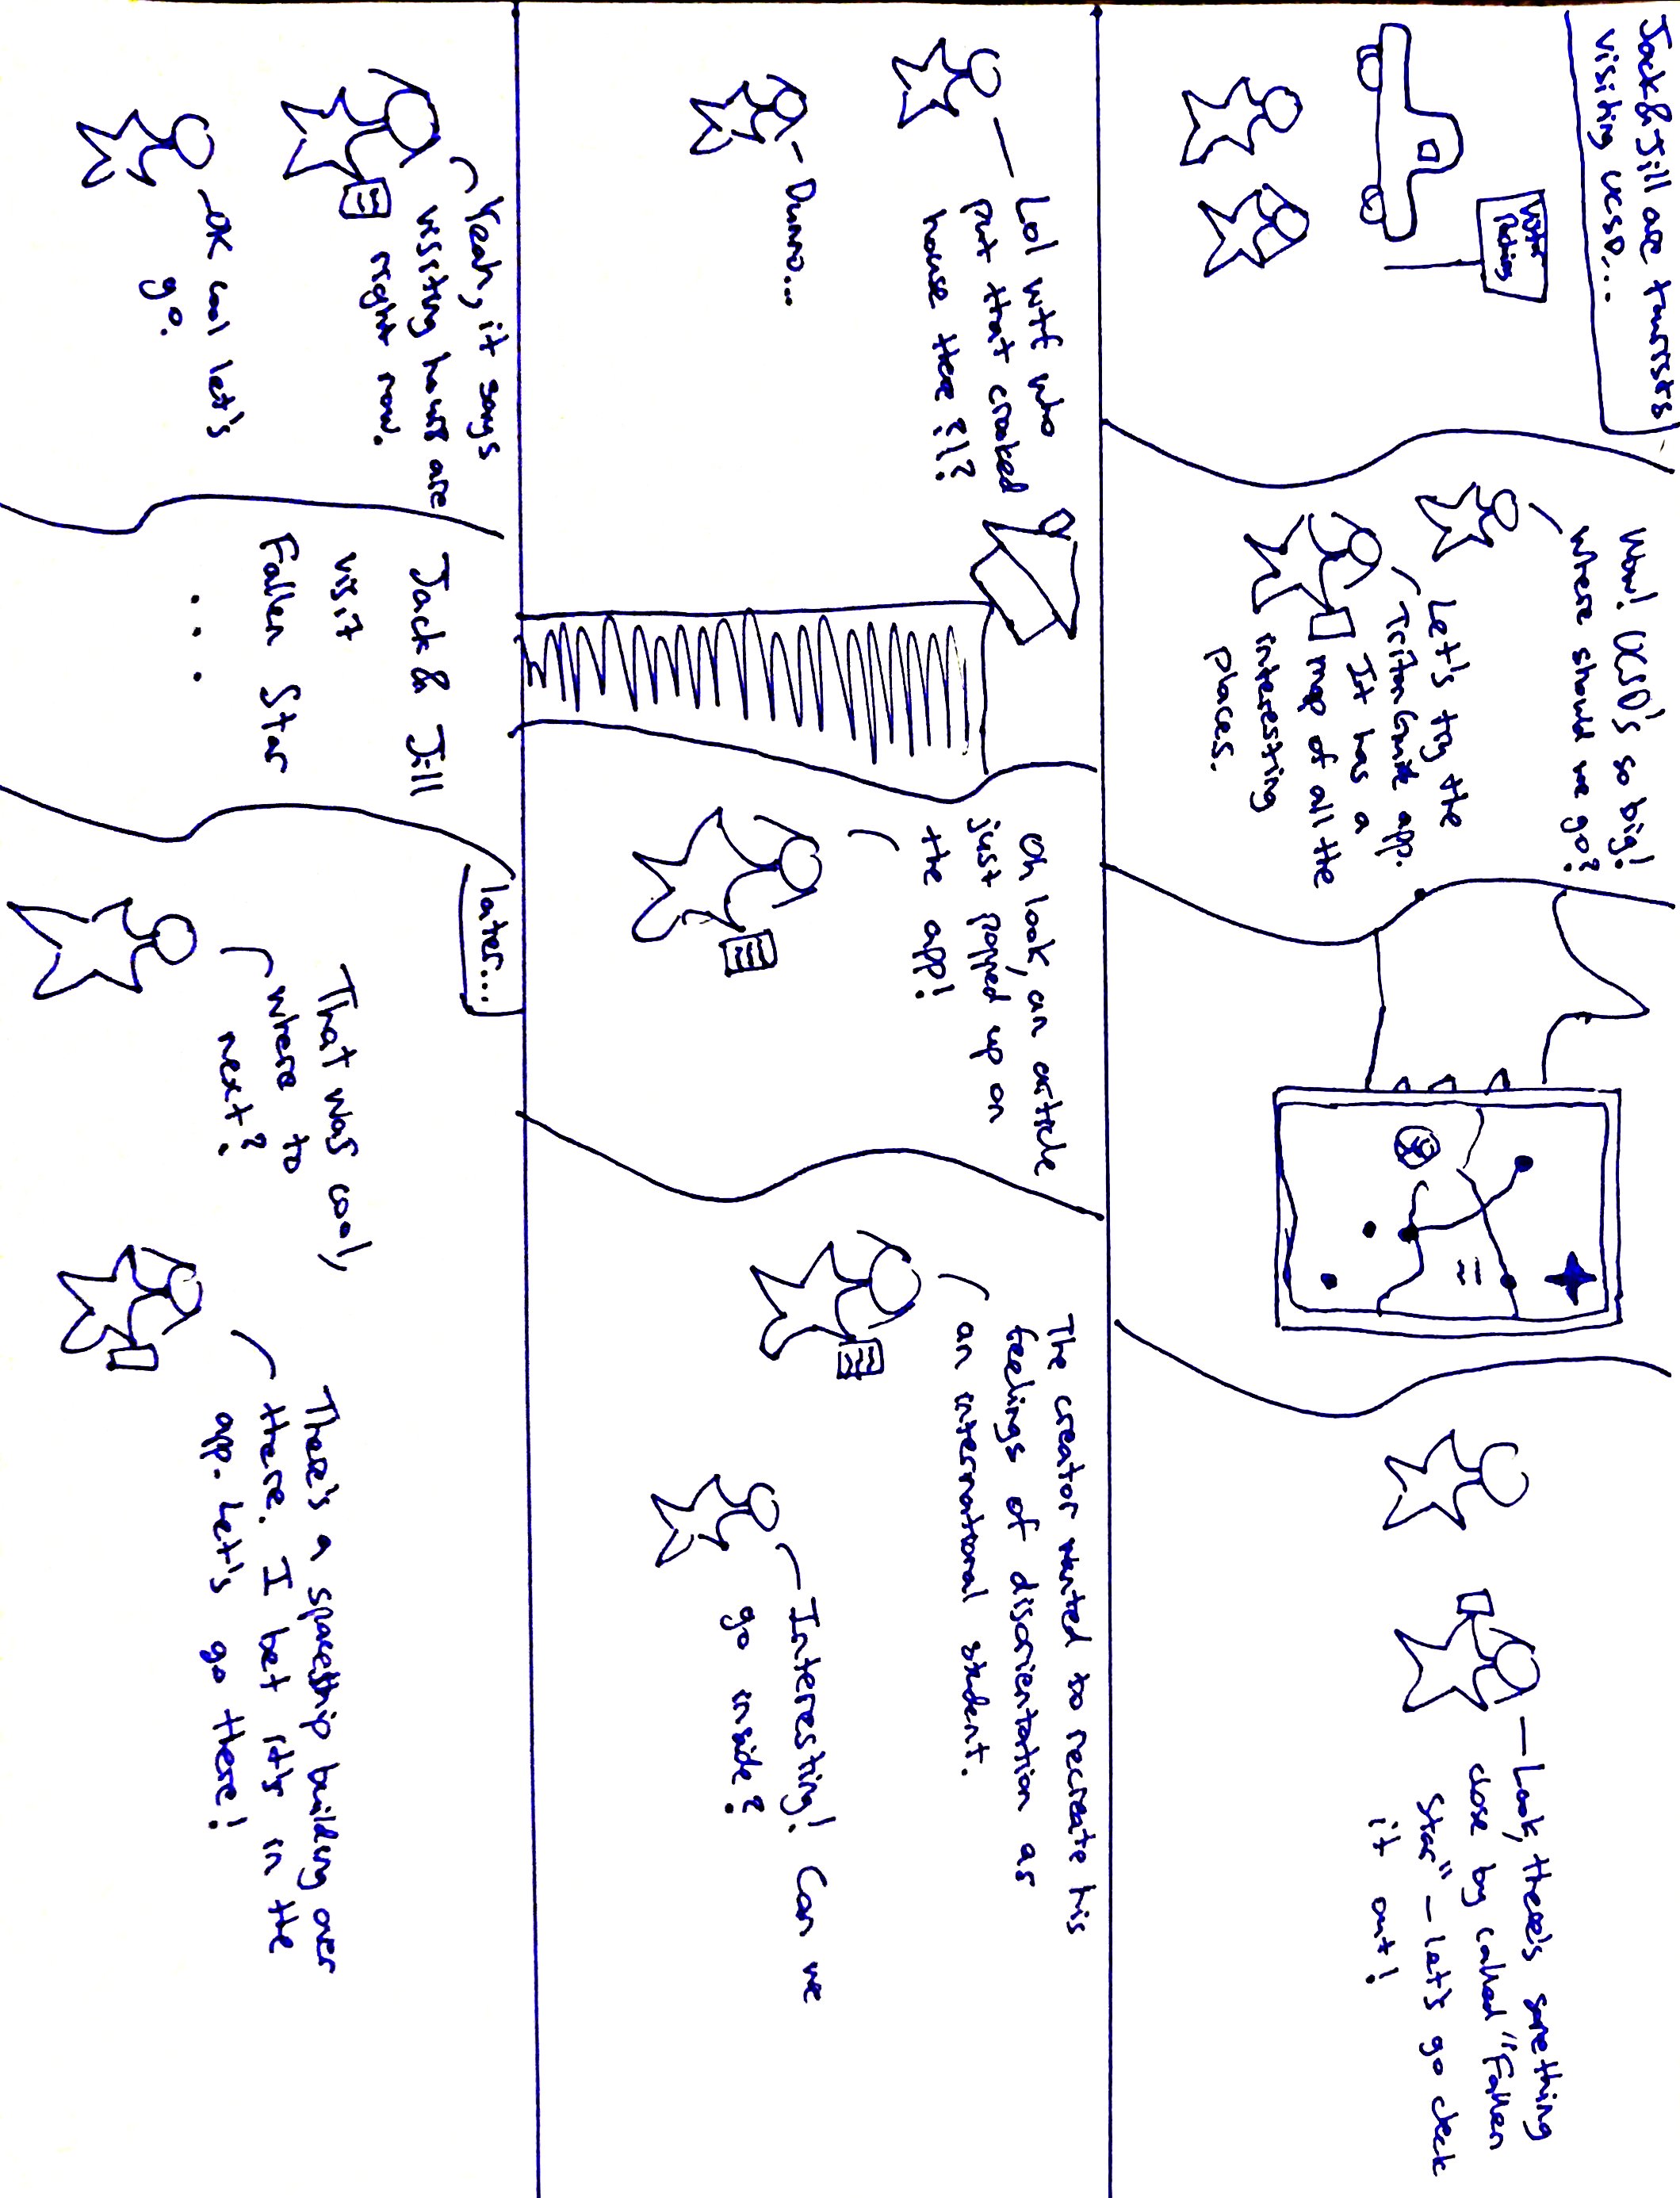 Jack & Jill are tourists
visiting UCSD...
Visitor
Parking
Wow! UCSD's so big!
Where should we go?
Let's try the
Triton Guide app.
It has a
map of all the
interesting
places.
Look, there's something
close by called "Fallen
Star" - let's go check
it out!
Lol wtf who
put that crooked
house there?!?
Dunno...
Oh look, an article
just popped up on
the app!
The creator wanted to recreate his
feelings of disorientation as
an international student.
Interesting! Can we
go inside?
Yeah, it says
visiting hours are
right now.
OK cool let's
go.
Jack & Jill
visit
Fallen Star
...
later...
That was cool,
where to
next?
There's a spaceship building over
there. I bet it's in the
app. Let's go there!